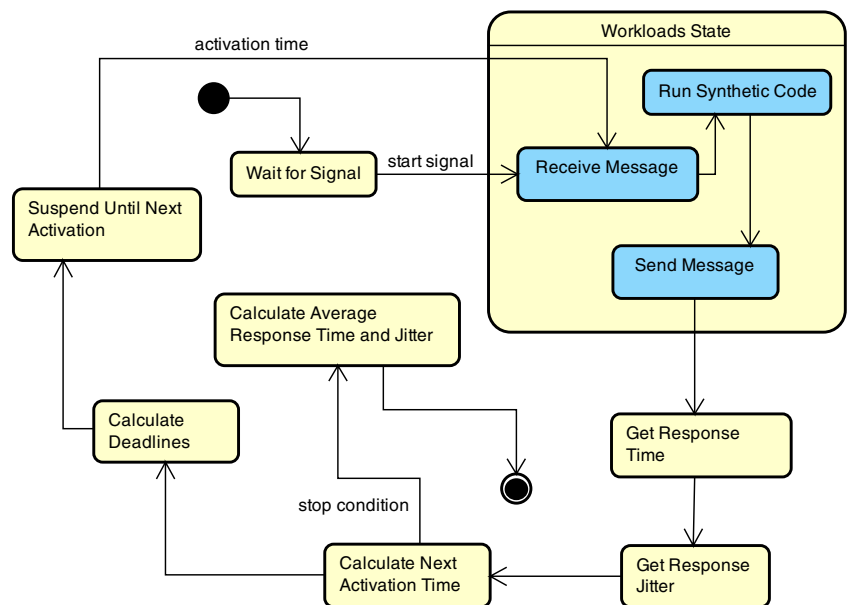 Workloads State
activation time
Run Synthetic Code
Wait for Signal
start signal
Receive Message
Suspend Until Next
Activation
Send Message
Calculate Average
Response Time and Jitter
Calculate
Deadlines
Get Response
Time
stop condition
Calculate Next
Activation Time
Get Response
Jitter